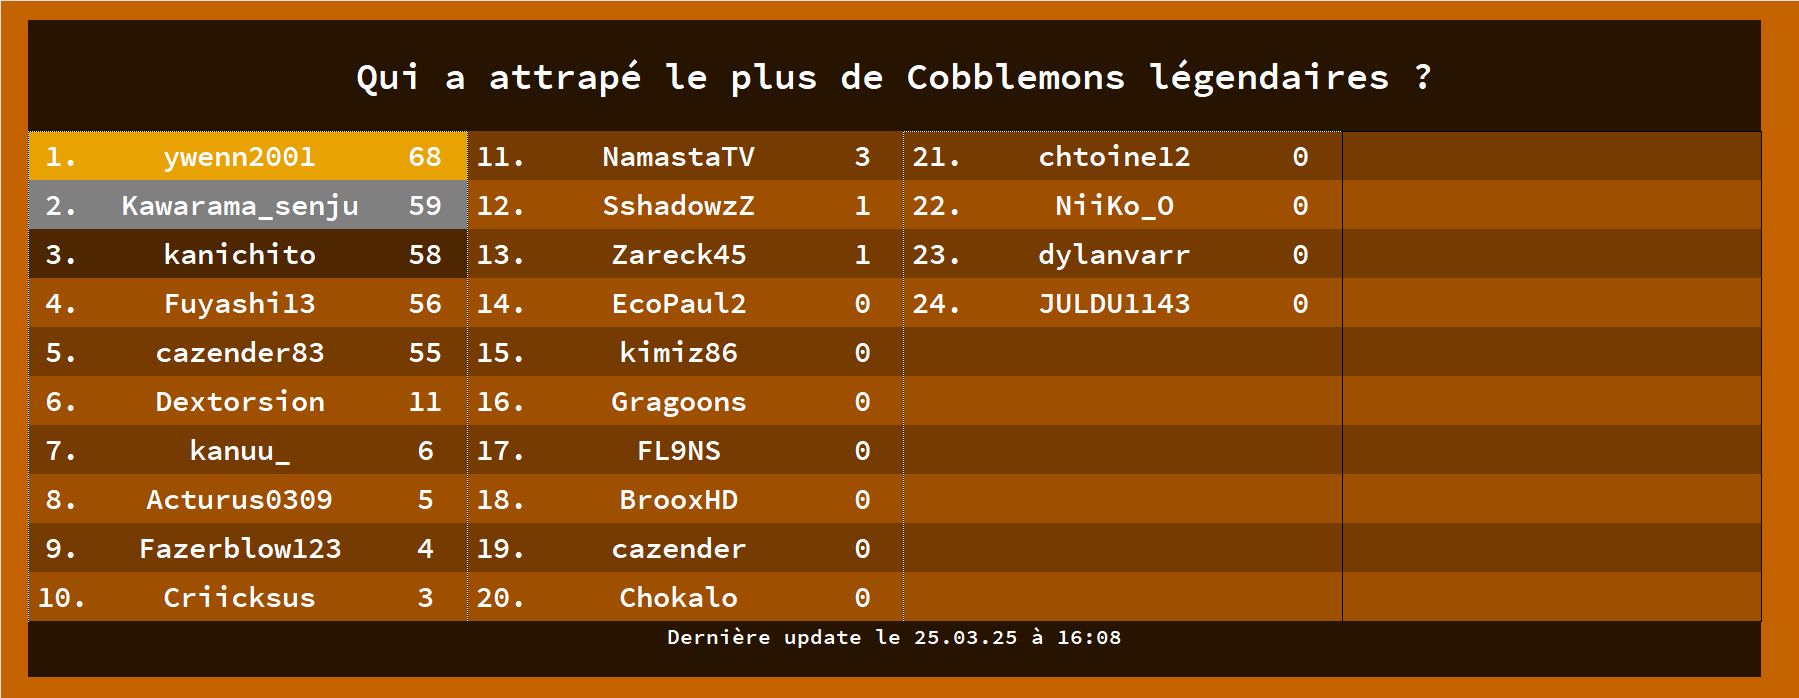 Qui a attrapé le plus de Cobblemons légendaires ?
1. ywenn2001 68
2. Kawarama_senju 59
3. kanichito 58
4. Fuyashi13 56
5. cazender83 55
6. Dextorsion 11
7. kanuu_ 6
8. Acturus0309 5
9. Fazerblow123 4
10. Criicksus 3
11. NamastaTV 3
12. SshadowzZ 1
13. Zareck45 1
14. EcoPaul2 0
15. kimiz86 0
16. Gragoons 0
17. FL9NS 0
18. BrooxHD 0
19. cazender 0
20. Chokalo 0
21. chtoine12 0
22. NiiKo_O 0
23. dylanvarr 0
24. JULDU1143 0
Dernière update le 25.03.25 à 16:08